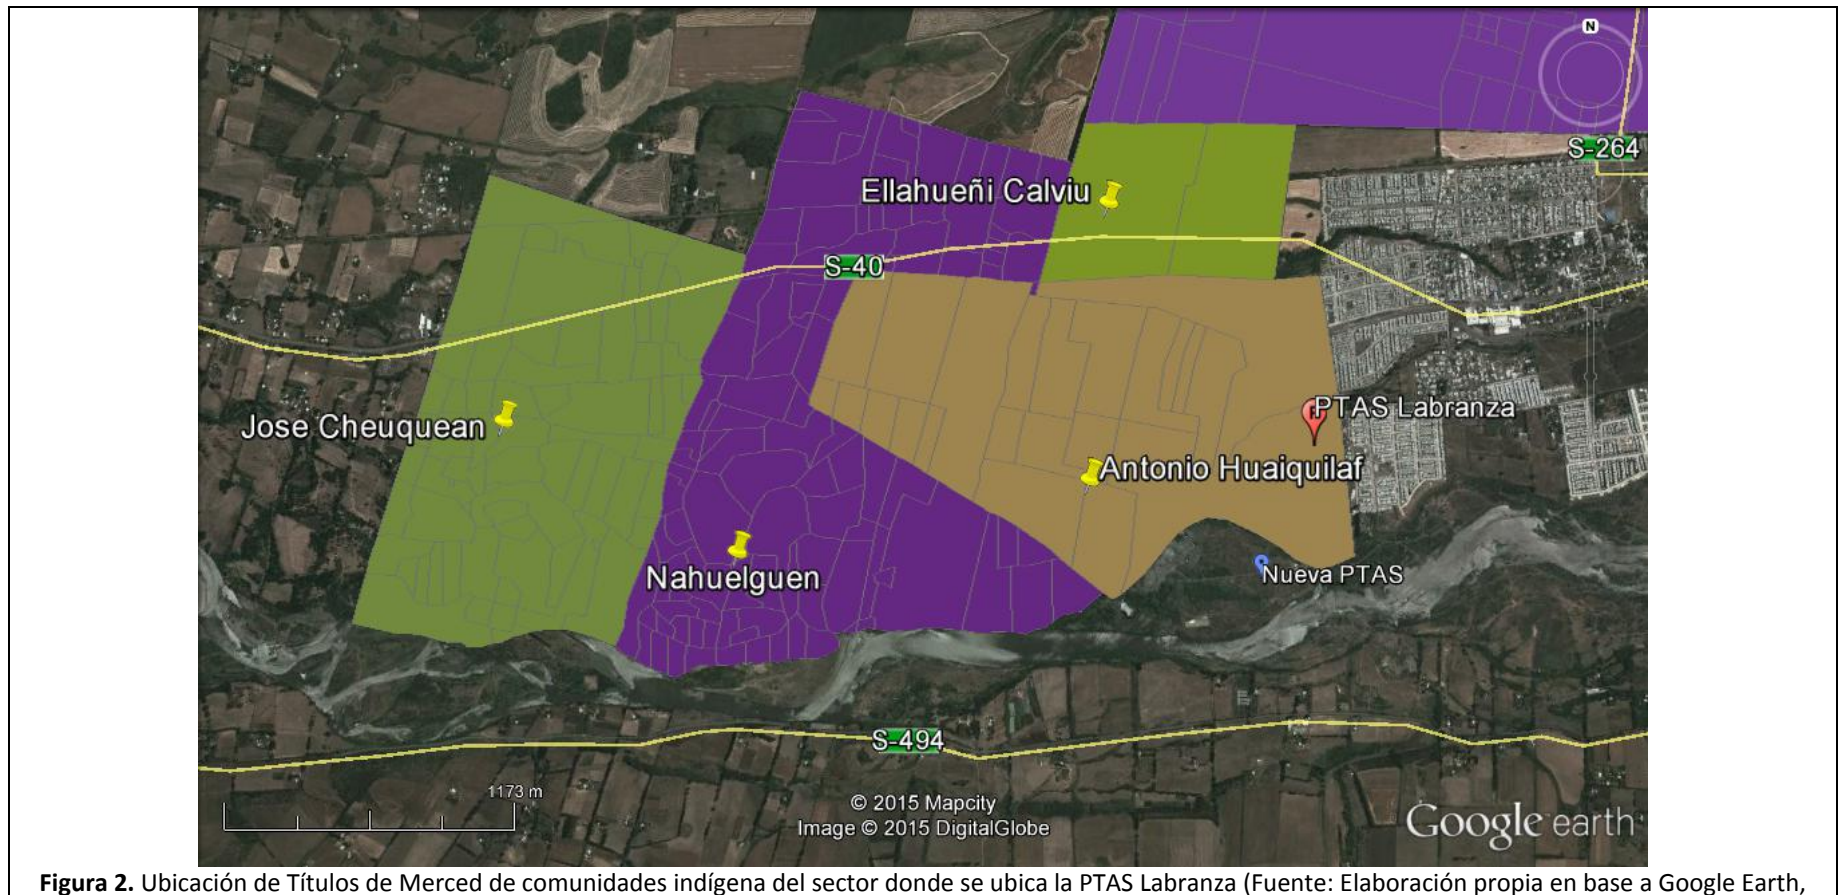 N
S-264
Ellahueñi Calviu
S-40
Jose Cheuquean
PTAS Labranza
Antonio Huaiquilaf
Nahuelguen
Nueva PTAS
S-494
1173 m
© 2015 Mapcity
Image © 2015 DigitalGlobe
Google earth
Figura 2. Ubicación de Títulos de Merced de comunidades indígena del sector donde se ubica la PTAS Labranza (Fuente: Elaboración propia en base a Google Earth,